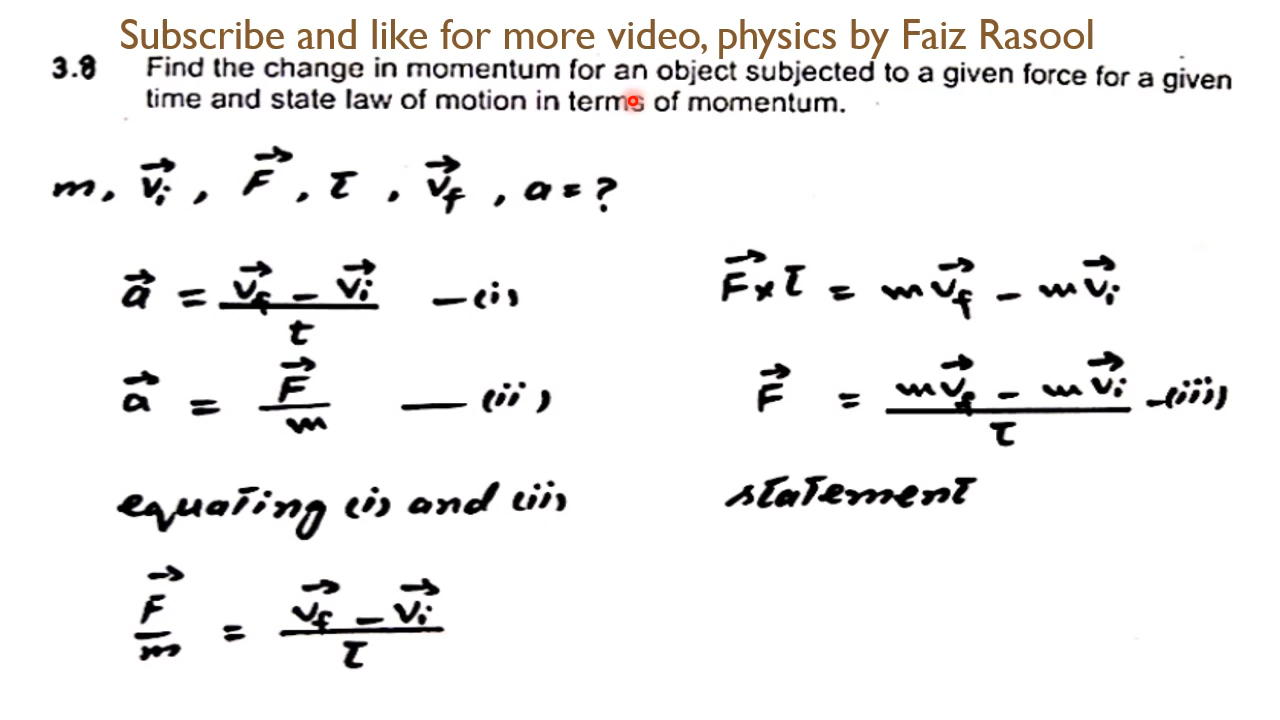 Subscribe and like for more video, physics by Faiz Rasool
3.8 Find the change in momentum for an object subjected to a given force for a given
time and state law of motion in terms of momentum.
m, v⃗i, F⃗, t, v⃗f, a = ?
a⃗ = (v⃗f - v⃗i)/t —(i)
a⃗ = F⃗/m —(ii)
equating (i) and (ii)
F⃗/m = (v⃗f - v⃗i)/t
F⃗ x t = mv⃗f - mv⃗i
F⃗ = (mv⃗f - mv⃗i)/t —(iii)
statement